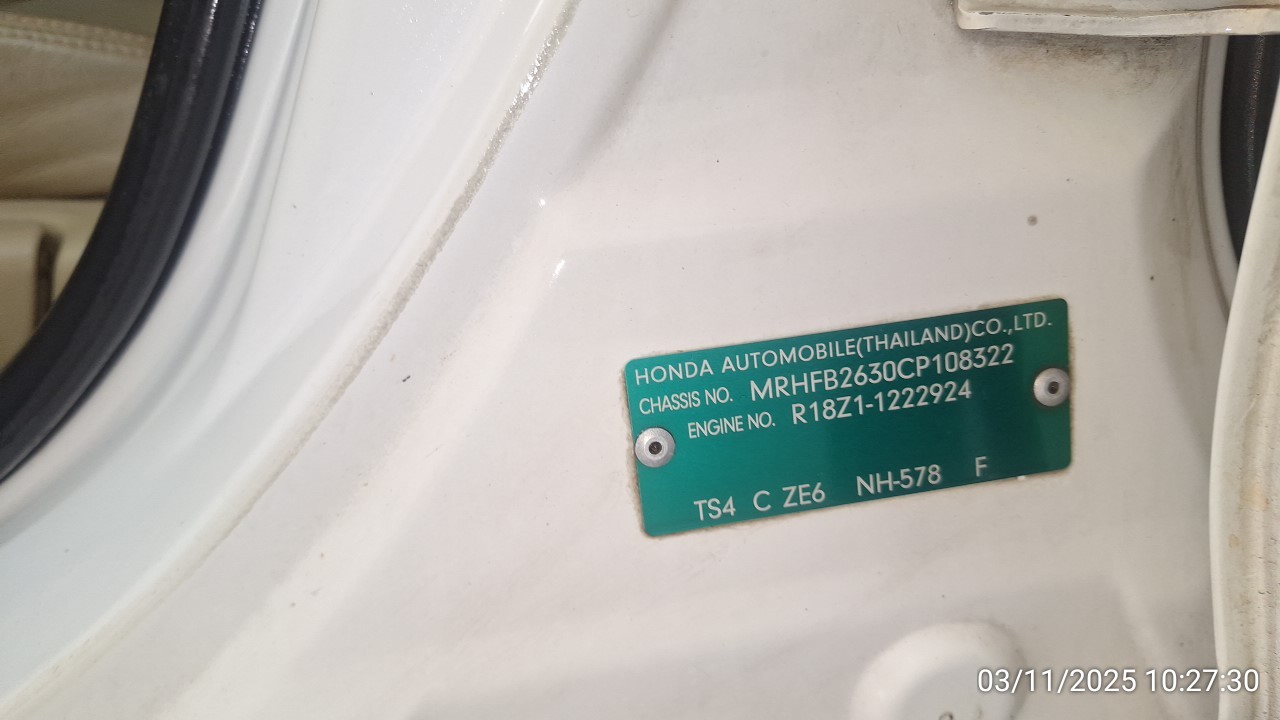 HONDA AUTOMOBILE(THAILAND)CO.,LTD.
CHASSIS NO. MRHFB2630CP108322
ENGINE NO. R18Z1-1222924
TS4 C ZE6 NH-578 F
03/11/2025 10:27:30